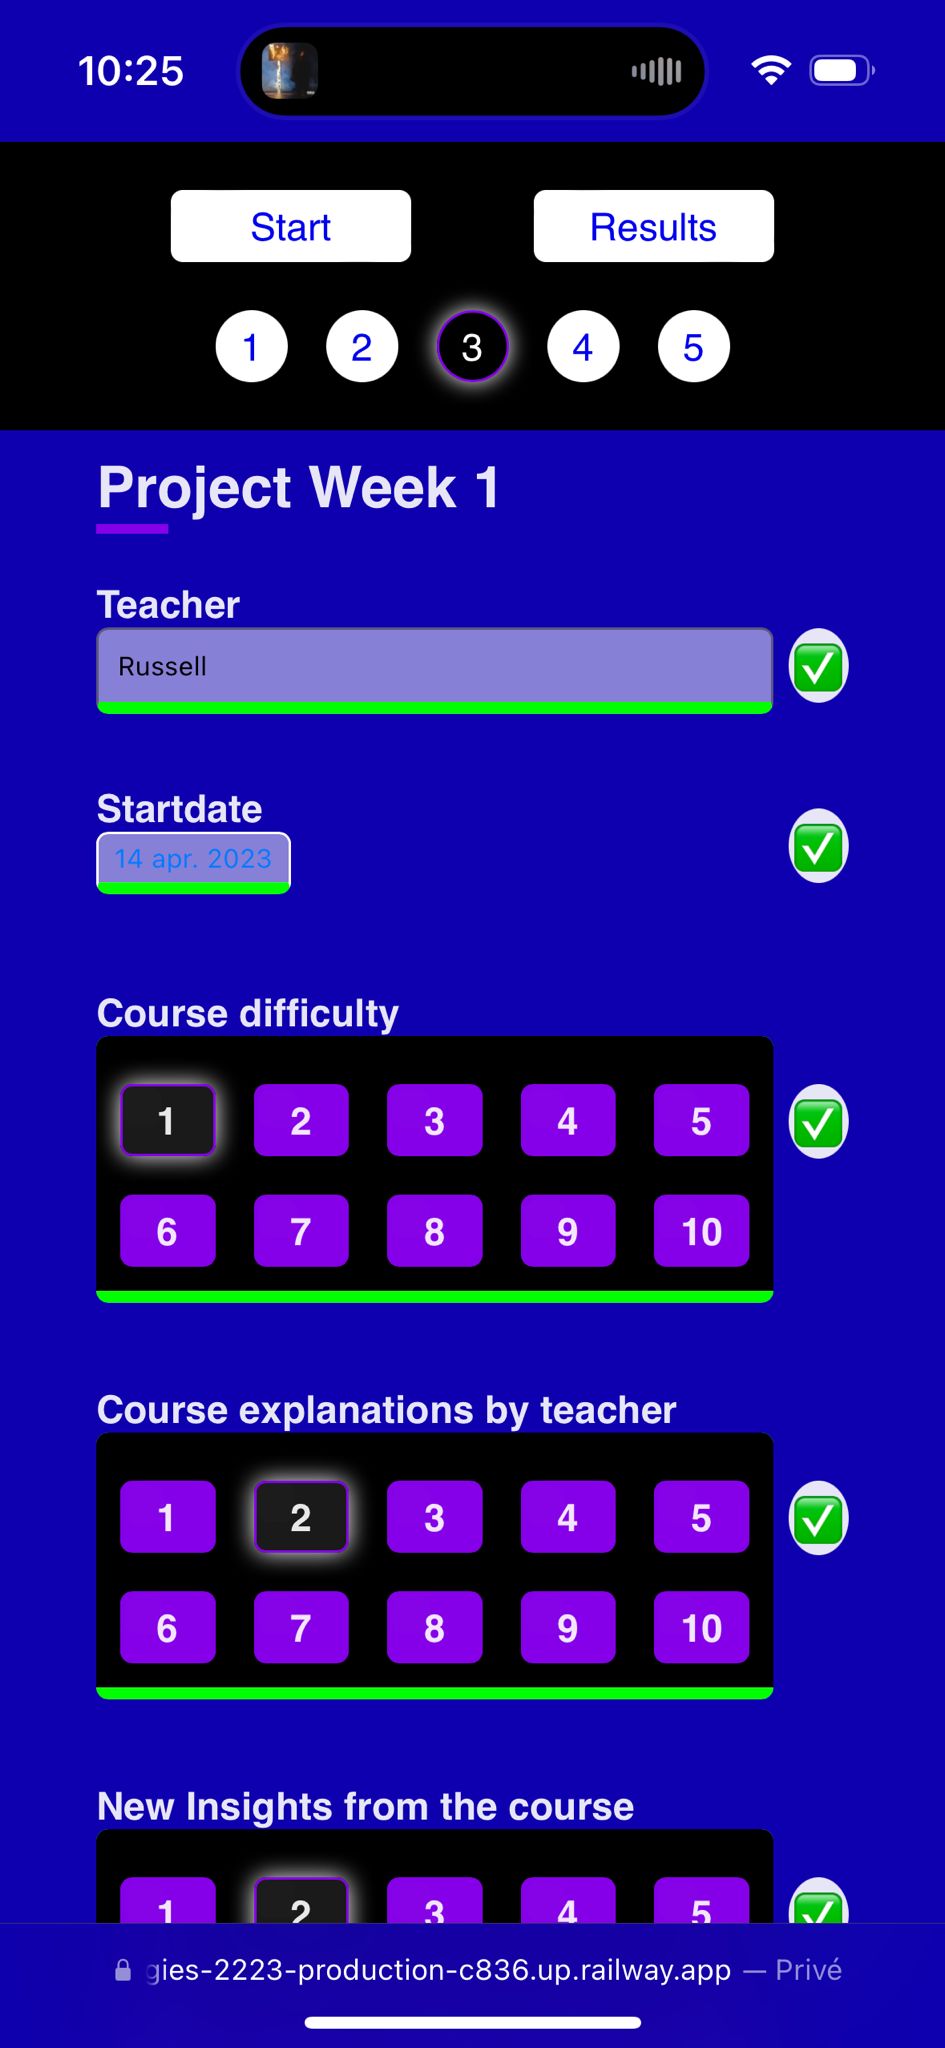 10:25
Start Results
1 2 3 4 5
Project Week 1
Teacher
Russell
Startdate
14 apr. 2023
Course difficulty
1 2 3 4 5
6 7 8 9 10
Course explanations by teacher
1 2 3 4 5
6 7 8 9 10
New Insights from the course
1 2 3 4 5
gies-2223-production-c836.up.railway.app — Privé